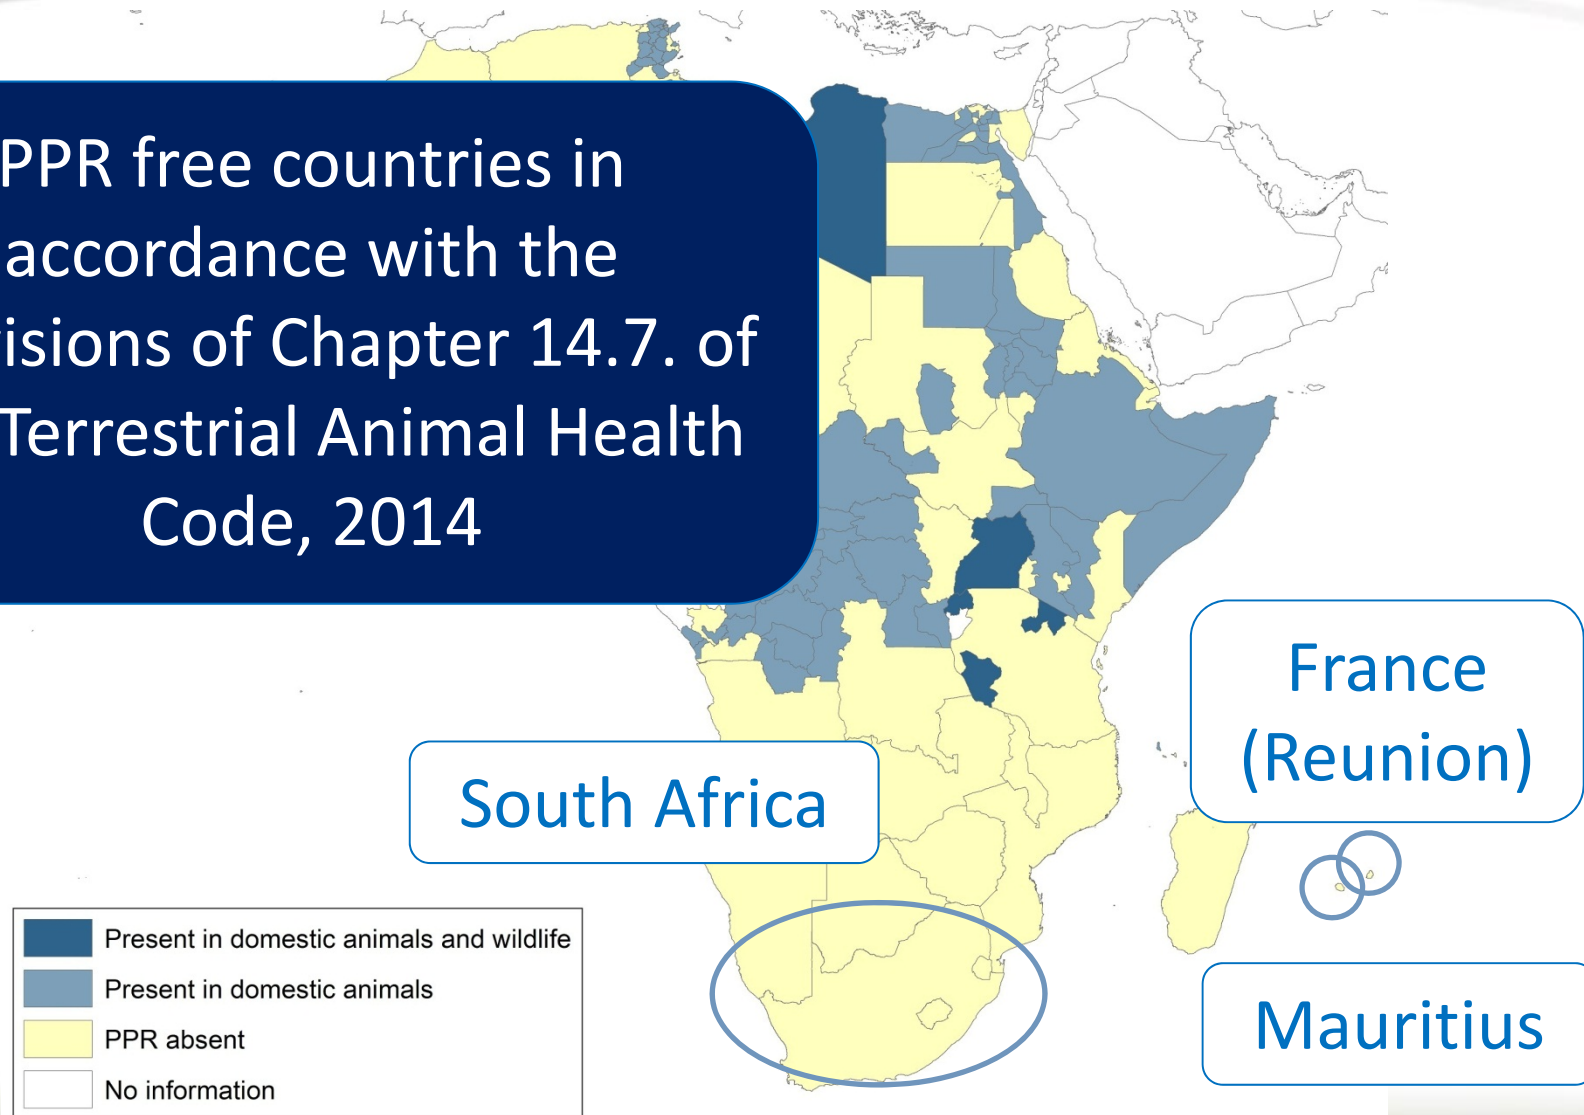 PPR free countries in
accordance with the
isions of Chapter 14.7. of
Terrestrial Animal Health
Code, 2014
France
(Reunion)
South Africa
Mauritius
Present in domestic animals and wildlife
Present in domestic animals
PPR absent
No information